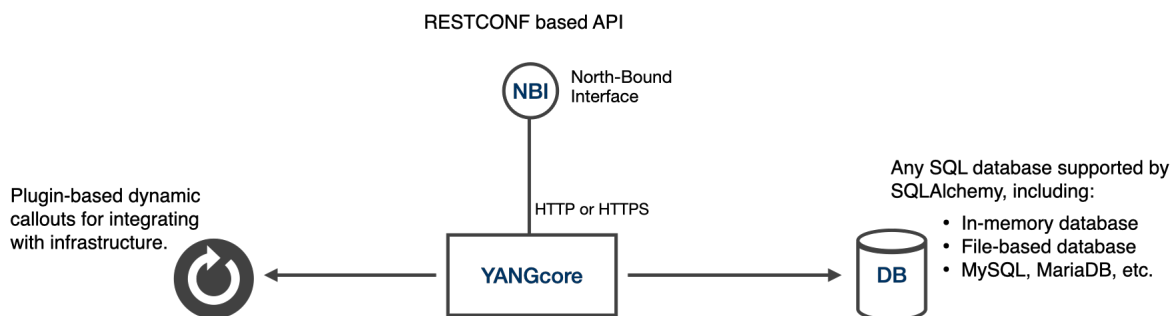 RESTCONF based API
NBI
North-Bound
Interface
HTTP or HTTPS
Plugin-based dynamic
callouts for integrating
with infrastructure.
YANGcore
Any SQL database supported by
SQLAlchemy, including:
• In-memory database
• File-based database
• MySQL, MariaDB, etc.
DB